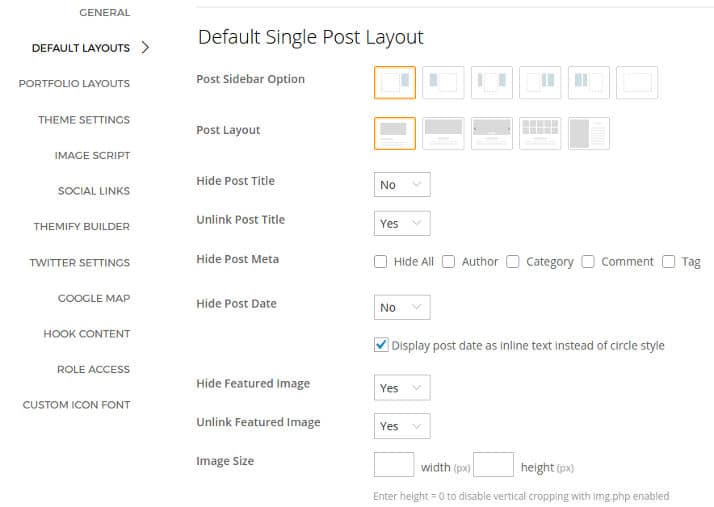 GENERAL
DEFAULT LAYOUTS
PORTFOLIO LAYOUTS
THEME SETTINGS
IMAGE SCRIPT
SOCIAL LINKS
THEMIFY BUILDER
TWITTER SETTINGS
GOOGLE MAP
HOOK CONTENT
ROLE ACCESS
CUSTOM ICON FONT
Default Single Post Layout
Post Sidebar Option
Post Layout
Hide Post Title No
Unlink Post Title Yes
Hide Post Meta Hide All Author Category Comment Tag
Hide Post Date No
Display post date as inline text instead of circle style
Hide Featured Image Yes
Unlink Featured Image Yes
Image Size width (px) height (px)
Enter height = 0 to disable vertical cropping with img.php enabled